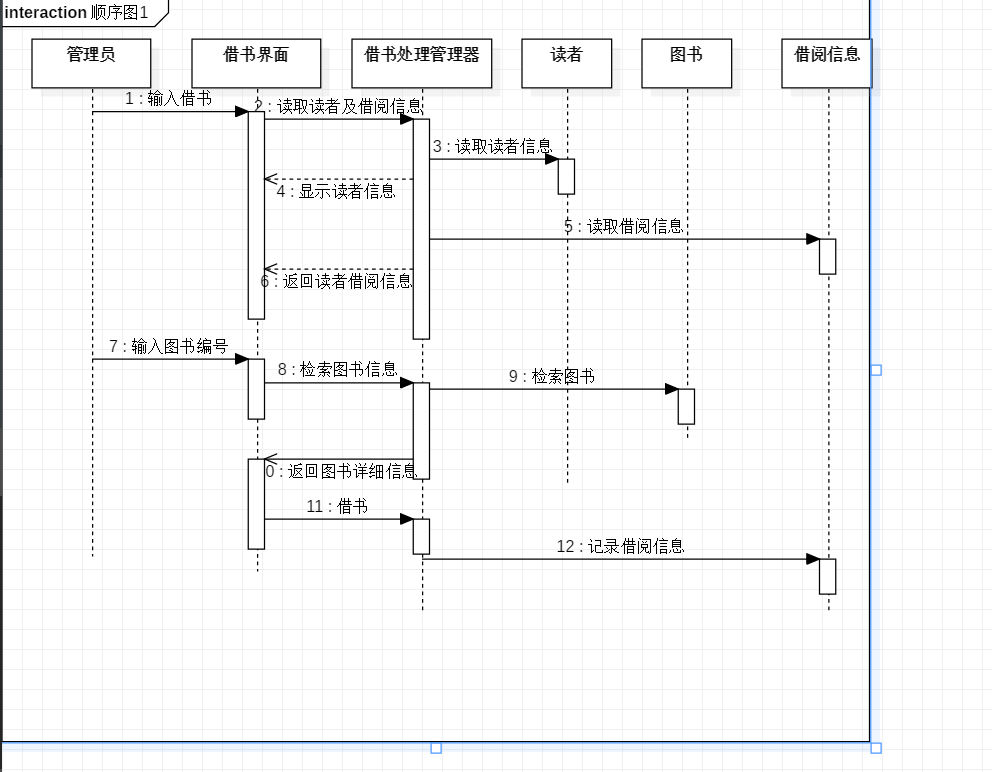 interaction 顺序图1
管理员
借书界面
借书处理管理器
读者
图书
借阅信息
1 : 输入借书
2 : 读取读者及借阅信息
3 : 读取读者信息
4 : 显示读者信息
5 : 读取借阅信息
6 : 返回读者借阅信息
7 : 输入图书编号
8 : 检索图书信息
9 : 检索图书
0 : 返回图书详细信息
11 : 借书
12 : 记录借阅信息